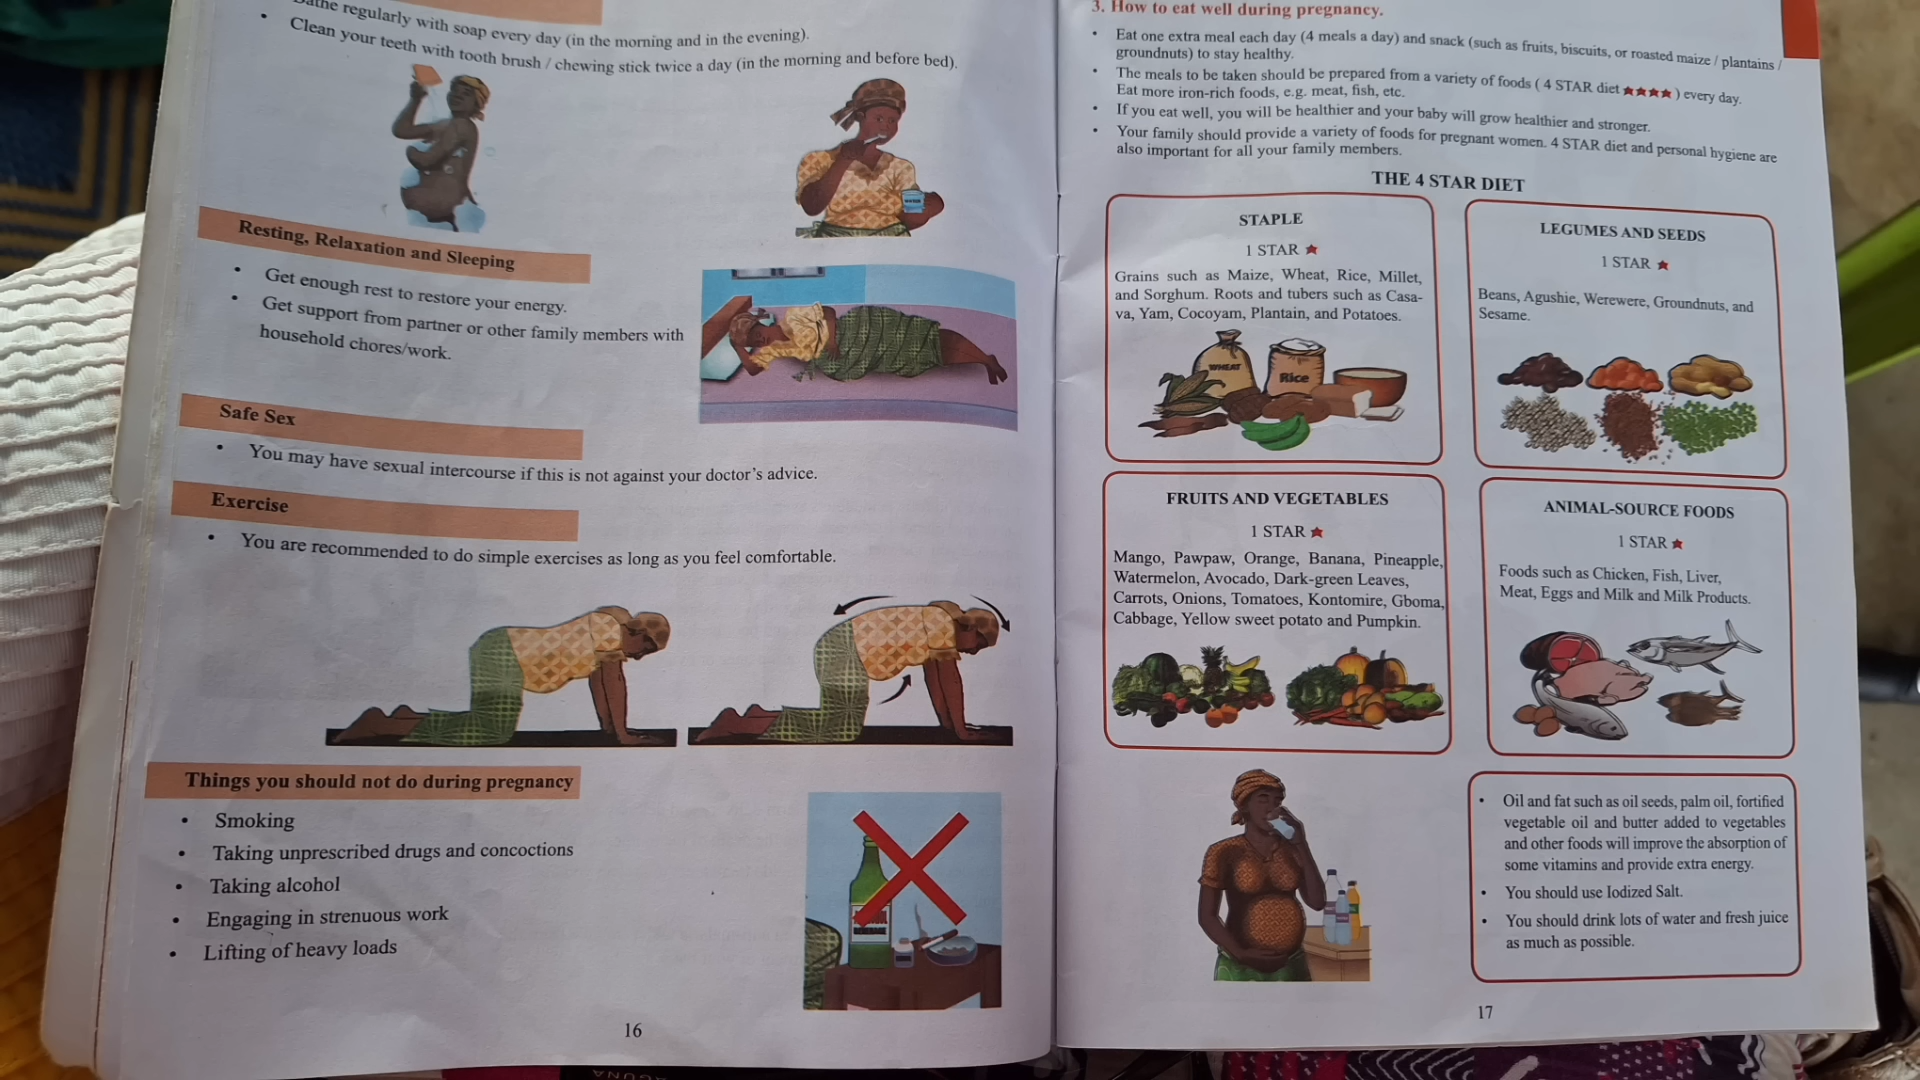 Bathe regularly with soap every day (in the morning and in the evening).
• Clean your teeth with tooth brush / chewing stick twice a day (in the morning and before bed).
WATER
Resting, Relaxation and Sleeping
• Get enough rest to restore your energy.
• Get support from partner or other family members with
household chores/work.
Safe Sex
• You may have sexual intercourse if this is not against your doctor's advice.
Exercise
• You are recommended to do simple exercises as long as you feel comfortable.
Things you should not do during pregnancy
• Smoking
• Taking unprescribed drugs and concoctions
• Taking alcohol
• Engaging in strenuous work
• Lifting of heavy loads
BEVERAGE
16
3. How to eat well during pregnancy.
• Eat one extra meal each day (4 meals a day) and snack (such as fruits, biscuits, or roasted maize / plantains /
groundnuts) to stay healthy.
• The meals to be taken should be prepared from a variety of foods ( 4 STAR diet ★★★★ ) every day.
Eat more iron-rich foods, e.g. meat, fish, etc.
• If you eat well, you will be healthier and your baby will grow healthier and stronger.
• Your family should provide a variety of foods for pregnant women. 4 STAR diet and personal hygiene are
also important for all your family members.
THE 4 STAR DIET
STAPLE
1 STAR ★
Grains such as Maize, Wheat, Rice, Millet,
and Sorghum. Roots and tubers such as Casa-
va, Yam, Cocoyam, Plantain, and Potatoes.
WHEAT
Rice
LEGUMES AND SEEDS
1 STAR ★
Beans, Agushie, Werewere, Groundnuts, and
Sesame.
FRUITS AND VEGETABLES
1 STAR ★
Mango, Pawpaw, Orange, Banana, Pineapple,
Watermelon, Avocado, Dark-green Leaves,
Carrots, Onions, Tomatoes, Kontomire, Gboma,
Cabbage, Yellow sweet potato and Pumpkin.
ANIMAL-SOURCE FOODS
1 STAR ★
Foods such as Chicken, Fish, Liver,
Meat, Eggs and Milk and Milk Products.
• Oil and fat such as oil seeds, palm oil, fortified
vegetable oil and butter added to vegetables
and other foods will improve the absorption of
some vitamins and provide extra energy.
• You should use Iodized Salt.
• You should drink lots of water and fresh juice
as much as possible.
17